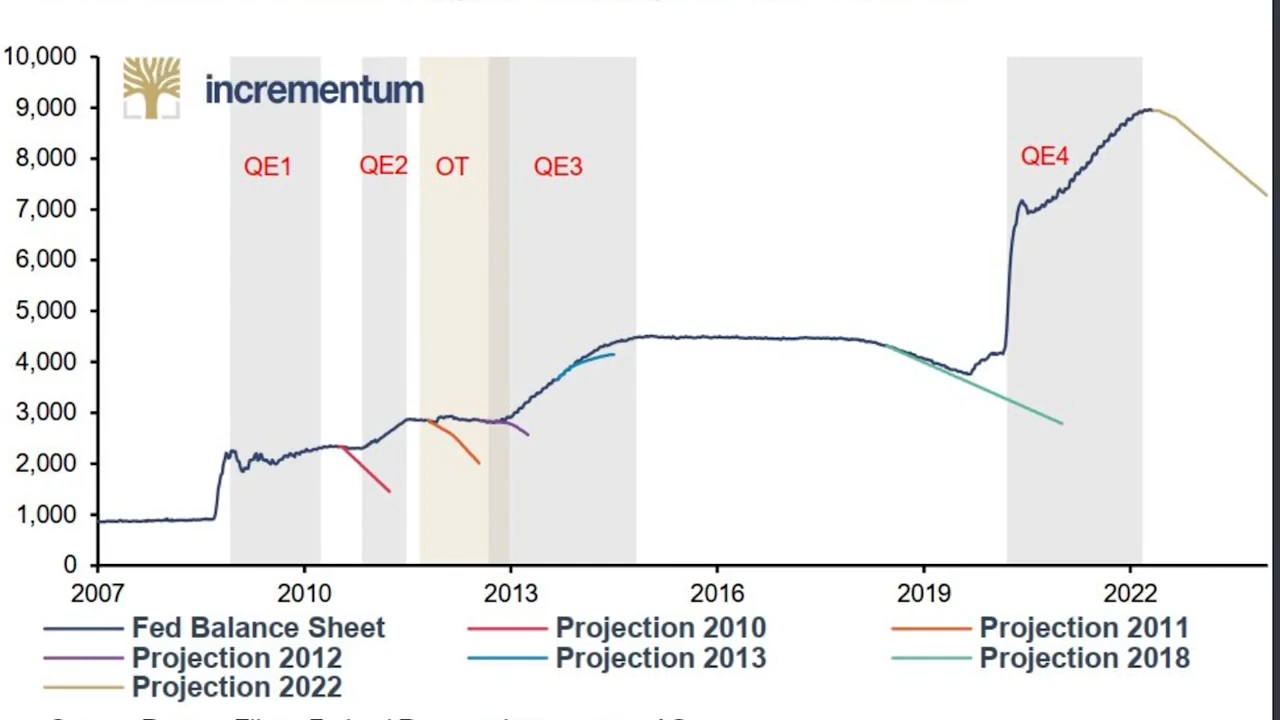 10,000
incrementum
9,000
8,000
QE1 QE2 OT QE3 QE4
7,000
6,000
5,000
4,000
3,000
2,000
1,000
0
2007 2010 2013 2016 2019 2022
Fed Balance Sheet Projection 2010 Projection 2011
Projection 2012 Projection 2013 Projection 2018
Projection 2022